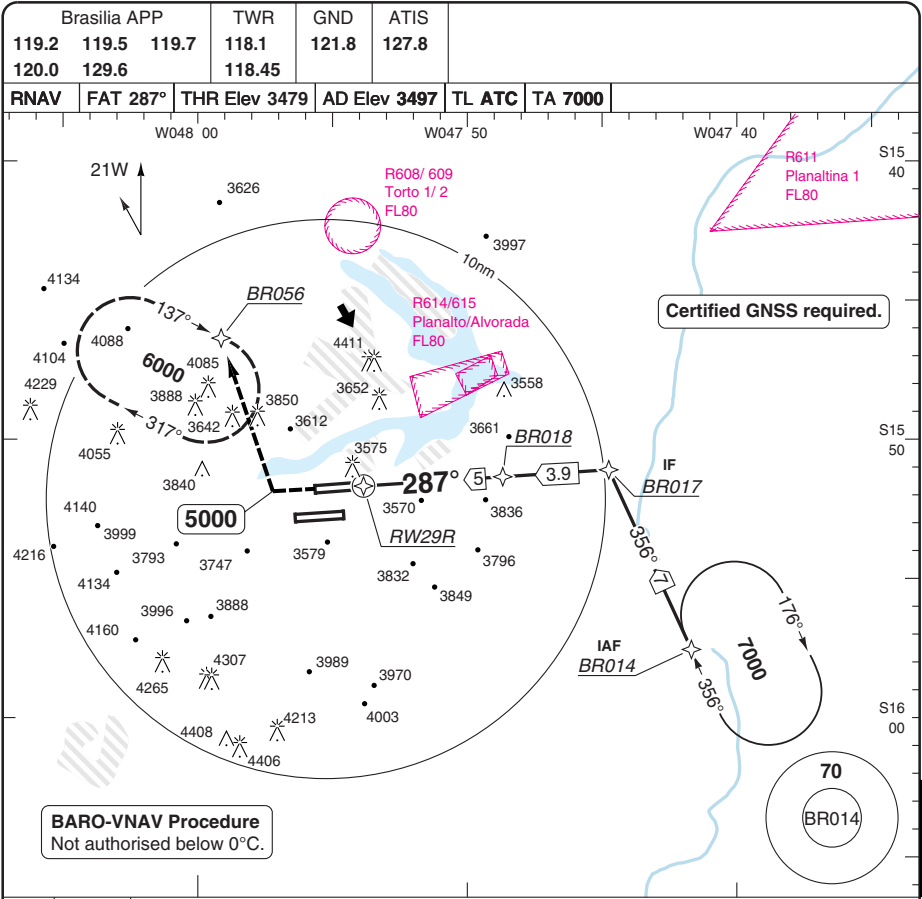 Brasilia APP TWR GND ATIS
119.2 119.5 119.7 118.1 121.8 127.8
120.0 129.6 118.45
RNAV FAT 287° THR Elev 3479 AD Elev 3497 TL ATC TA 7000
W048 00 W047 50 W047 40
S15
40
R611
Planaltina 1
FL80
21W
R608/ 609
Torto 1/ 2
FL80
3626
3997
10nm
4134
BR056
137°
R614/615
Planalto/Alvorada
FL80
Certified GNSS required.
4088
4104
6000
4085
4411
4229
3888
3850
3652
3558
3642
317°
3612
3661
BR018
S15
50
4055
3575
3840
287°
5
3.9
IF
BR017
4140
5000
3570
3836
3999
RW29R
356°
4216
3793
3747
3579
3796
4134
3832
7
3849
3996
3888
176°
4160
IAF
BR014
7000
4307
3989
3970
356°
4265
4003
S16
00
4408
4213
4406
70
BR014
BARO-VNAV Procedure
Not authorised below 0°C.